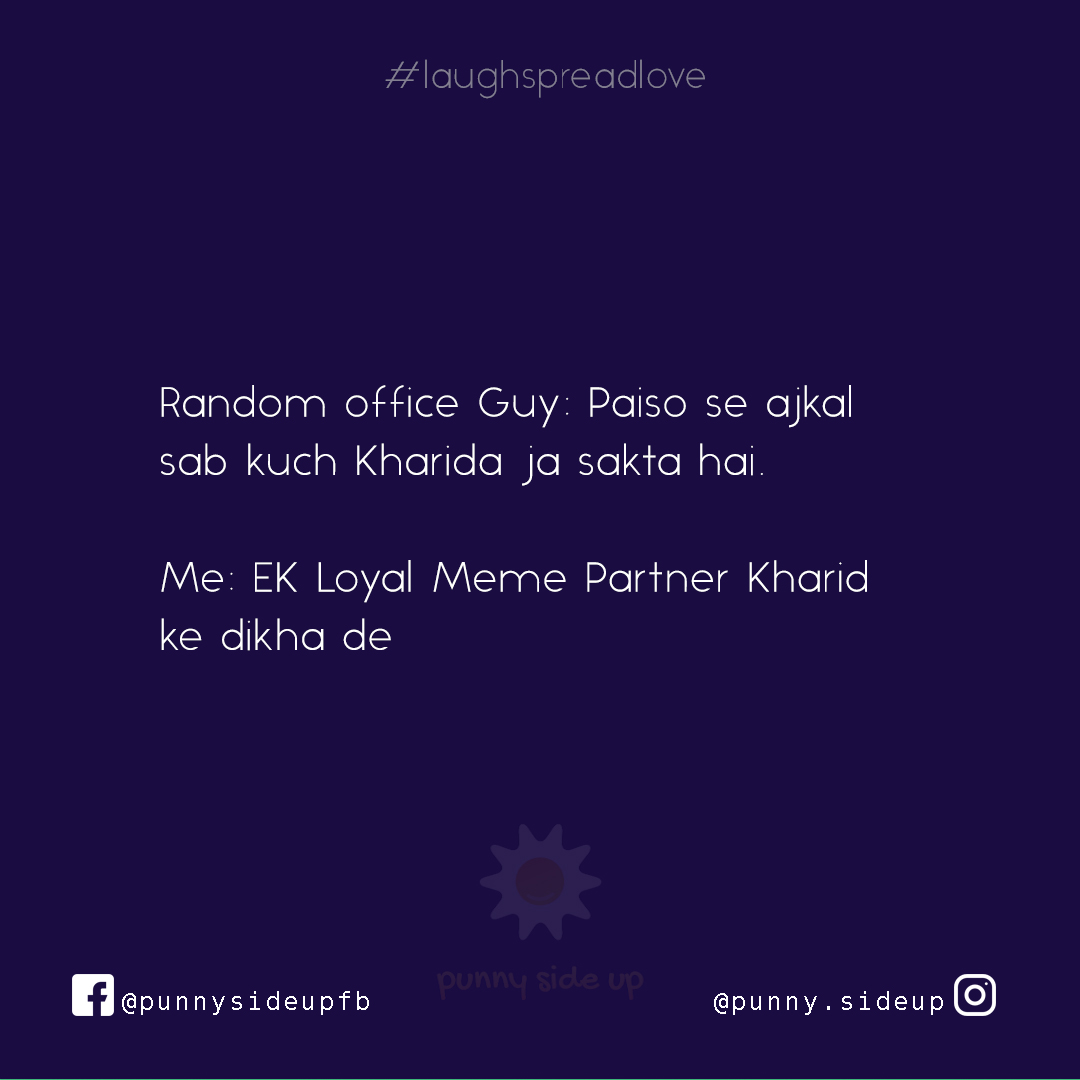 #laughspreadlove
Random office Guy: Paiso se ajkal
sab kuch Kharida ja sakta hai.
Me: EK Loyal Meme Partner Kharid
ke dikha de
punny side up
@punnysideupfb
@punny.sideup